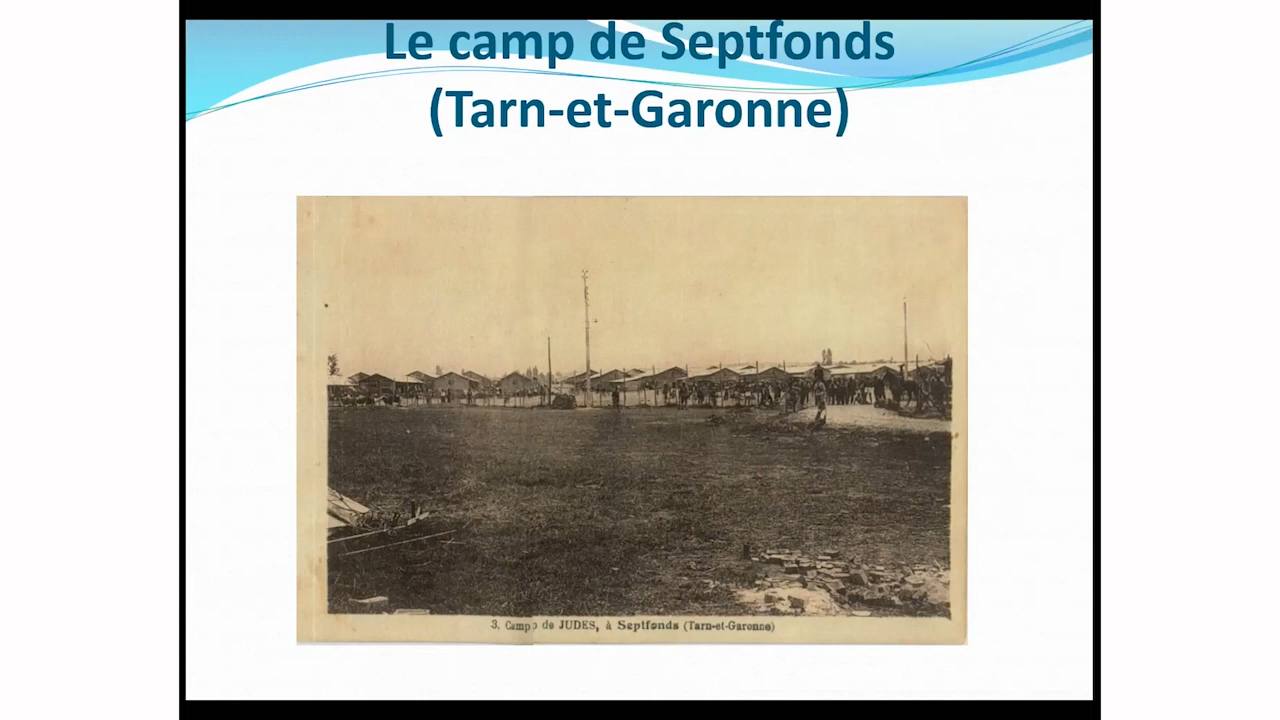 Le camp de Septfonds
(Tarn-et-Garonne)
3. Camp de JUDES, à Septfonds (Tarn-et-Garonne)